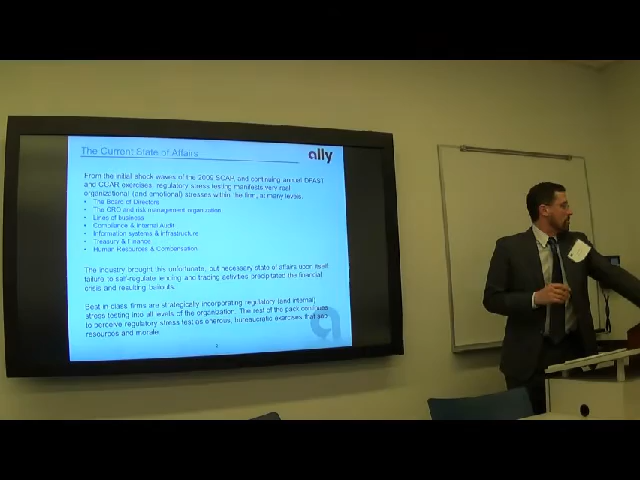 The Current State of Affairs
ally
From the initial shock waves of the 2009 SCAP, and continuing annual DFAST
and CCAR exercises, regulatory stress testing manifests very real
organizational (and emotional) stresses within the firm, at many levels.
• The Board of Directors
• The CRO and risk management organization
• Lines of business
• Compliance & Internal Audit
• Information systems & infrastructure
• Treasury & Finance
• Human Resources & Compensation
The industry brought this unfortunate, but necessary state of affairs upon itself
failure to self-regulate lending and trading activities precipitated the financial
crisis and resulting bailouts.
Best in class firms are strategically incorporating regulatory (and internal)
stress testing into all levels of the organization. The rest of the pack continues
to perceive regulatory stress test as onerous, bureaucratic exercises that sap
resources and morale.